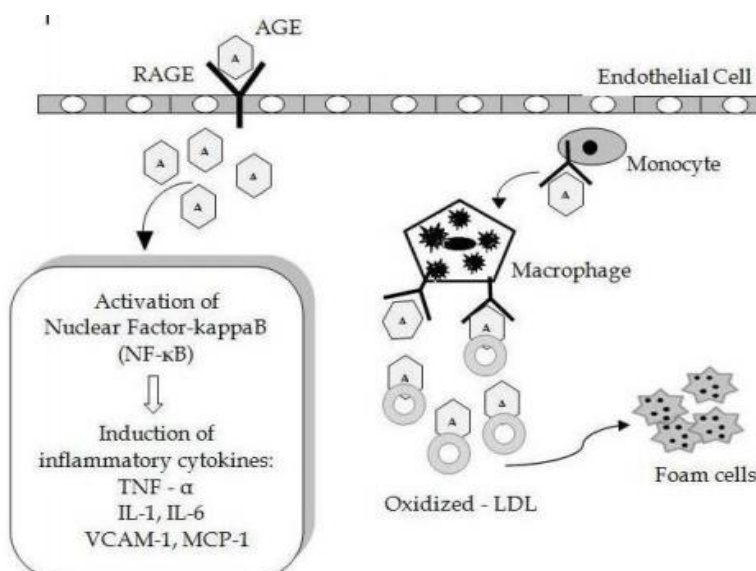 AGE
RAGE
Endothelial Cell
A
A
A
A
A
Monocyte
A
Macrophage
A
A
A
A
A
Activation of
Nuclear Factor-kappaB
(NF-κB)
Induction of
inflammatory cytokines:
TNF - α
IL-1, IL-6
VCAM-1, MCP-1
Oxidized - LDL
Foam cells